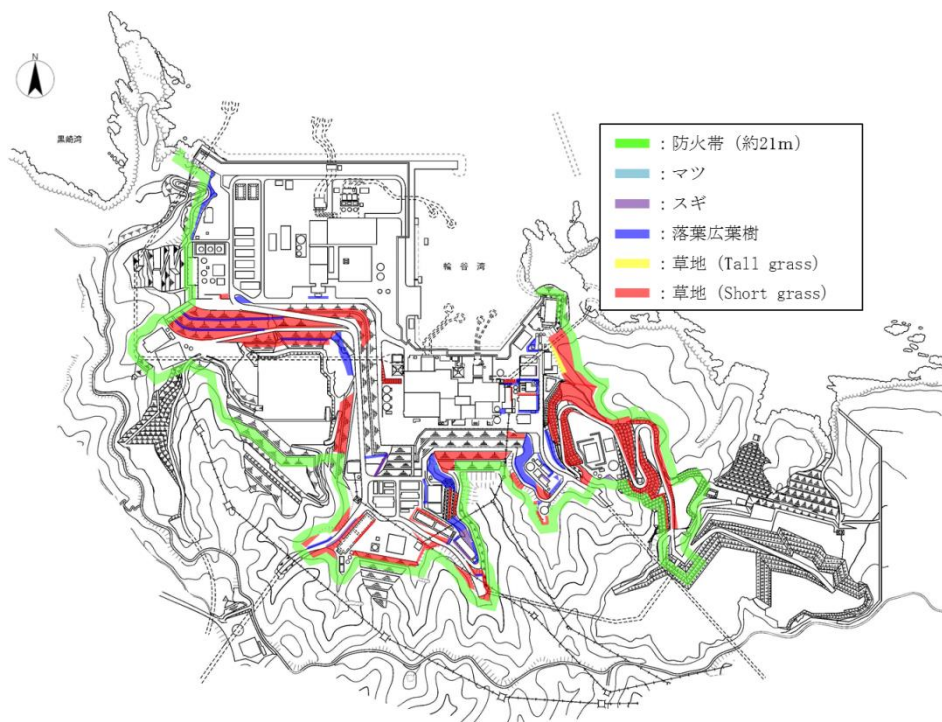 N
黒崎湾
輪谷湾
：防火帯（約21m）
：マツ
：スギ
：落葉広葉樹
：草地（Tall grass）
：草地（Short grass）